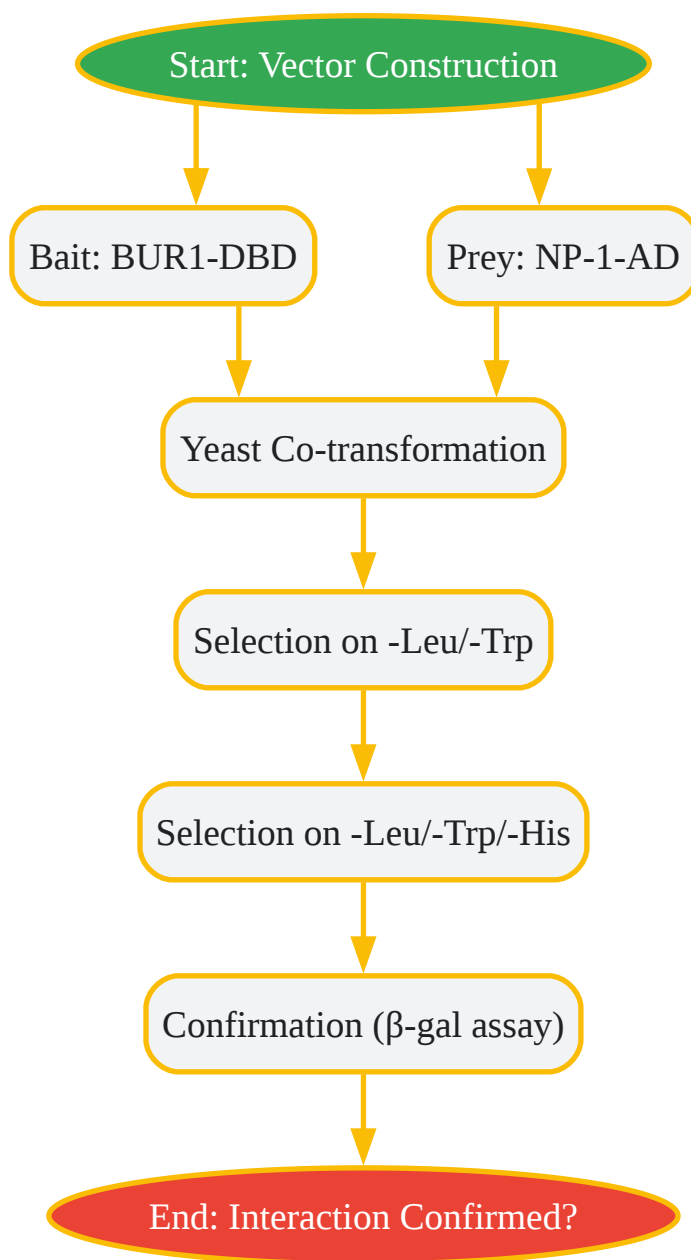 Start: Vector Construction
Bait: BUR1-DBD
Prey: NP-1-AD
Yeast Co-transformation
Selection on -Leu/-Trp
Selection on -Leu/-Trp/-His
Confirmation (β-gal assay)
End: Interaction Confirmed?